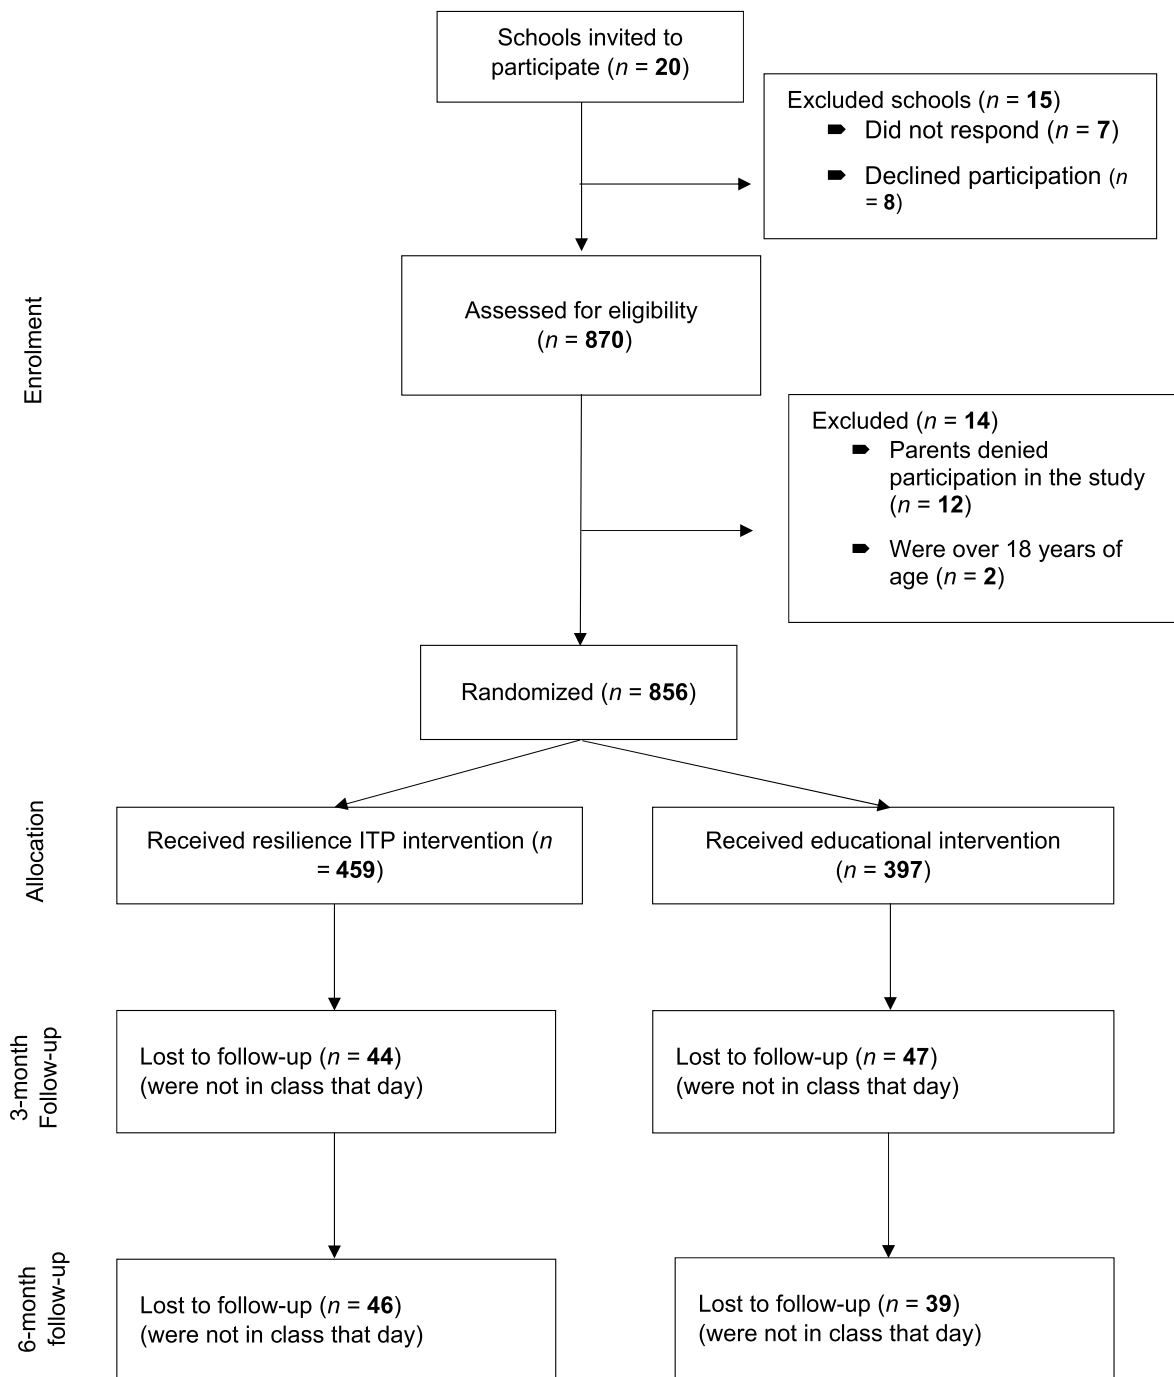 Schools invited to
participate (n = 20)
Excluded schools (n = 15)
Did not respond (n = 7)
Declined participation (n
= 8)
Enrolment
Assessed for eligibility
(n = 870)
Excluded (n = 14)
Parents denied
participation in the study
(n = 12)
Were over 18 years of
age (n = 2)
Randomized (n = 856)
Allocation
Received resilience ITP intervention (n
= 459)
Received educational intervention
(n = 397)
3-month
Follow-up
Lost to follow-up (n = 44)
(were not in class that day)
Lost to follow-up (n = 47)
(were not in class that day)
6-month
follow-up
Lost to follow-up (n = 46)
(were not in class that day)
Lost to follow-up (n = 39)
(were not in class that day)